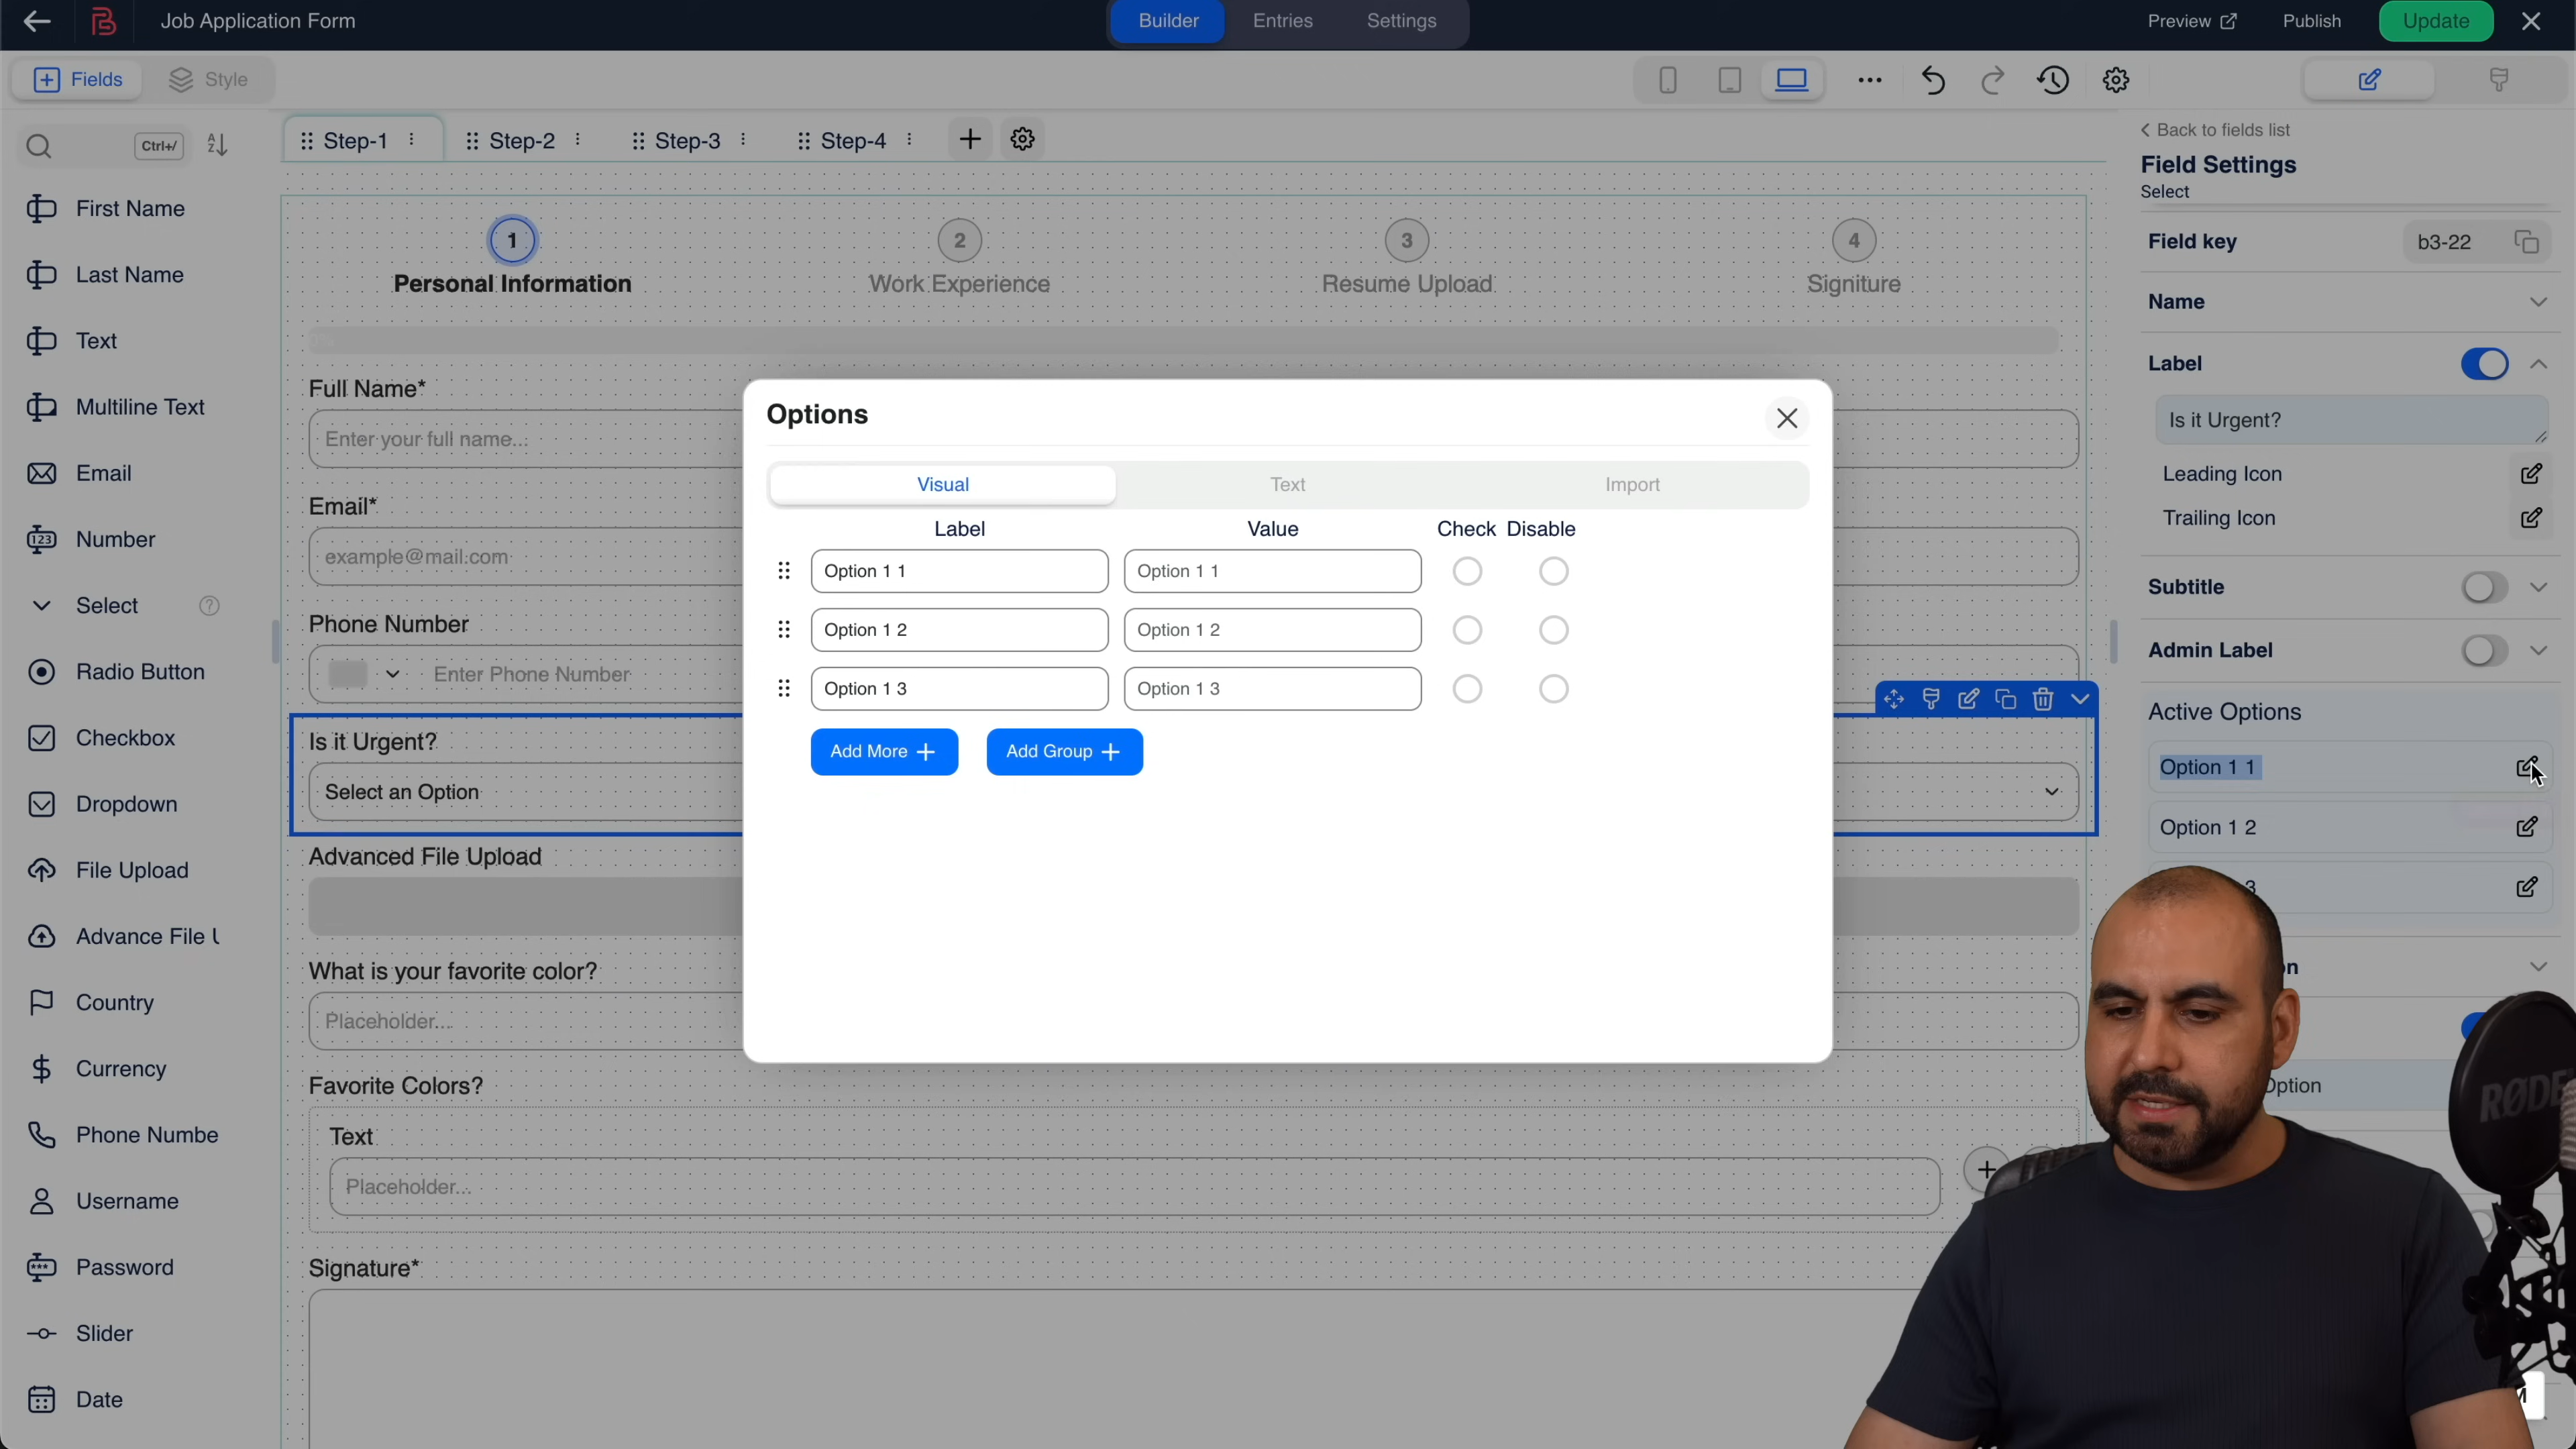 Job Application Form
Builder
Entries
Settings
Preview
Publish
Update
Fields
Style
Ctrl+/
A
Z
Step-1
Step-2
Step-3
Step-4
First Name
Last Name
Text
Multiline Text
Email
Number
Select
Radio Button
Checkbox
Dropdown
File Upload
Advance File U
Country
Currency
Phone Numbe
Username
Password
Slider
Date
1
2
3
4
Personal Information
Work Experience
Resume Upload
Signiture
Full Name*
Enter your full name...
Email*
example@mail.com
Phone Number
Enter Phone Number
Is it Urgent?
Select an Option
Advanced File Upload
What is your favorite color?
Placeholder...
Favorite Colors?
Text
Placeholder...
Signature*
Options
Visual
Text
Import
Label
Value
Check
Disable
Option 1 1
Option 1 1
Option 1 2
Option 1 2
Option 1 3
Option 1 3
Add More +
Add Group +
Back to fields list
Field Settings
Select
Field key
b3-22
Name
Label
Is it Urgent?
Leading Icon
Trailing Icon
Subtitle
Admin Label
Active Options
Option 1 1
Option 1 2
3
Option
RØDE